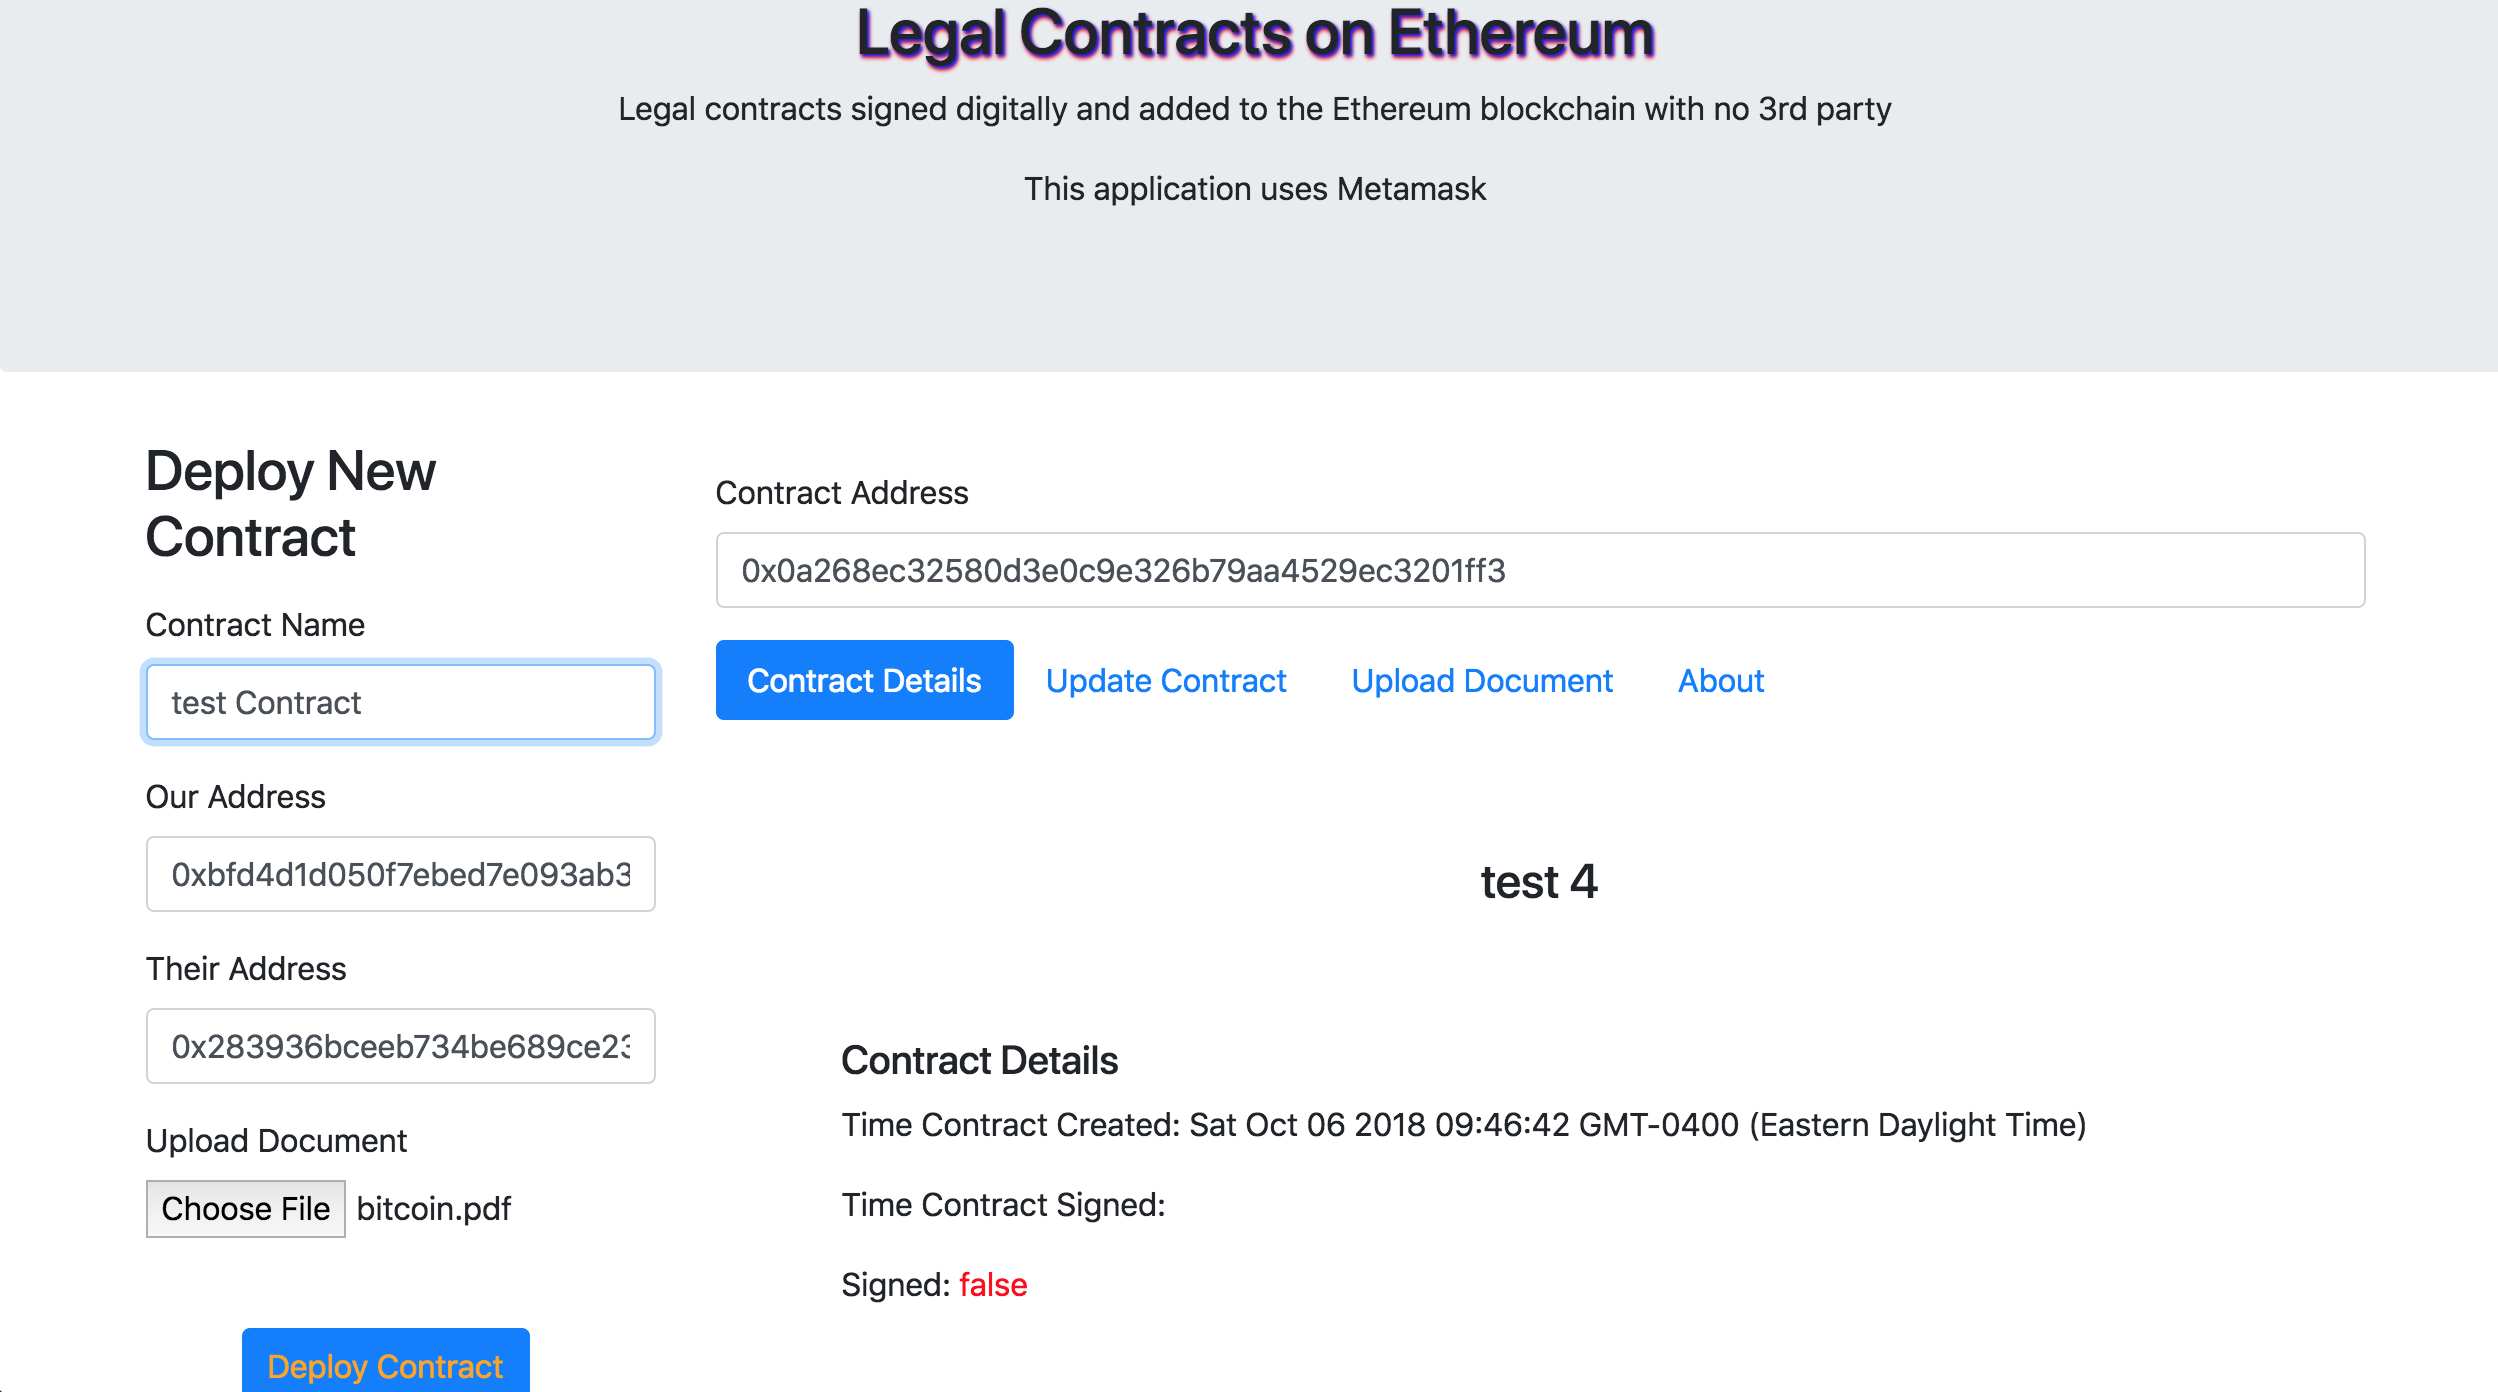 Legal Contracts on Ethereum
Legal contracts signed digitally and added to the Ethereum blockchain with no 3rd party
This application uses Metamask
Deploy New
Contract
Contract Name
test Contract
Our Address
0xbfd4d1d050f7ebed7e093ab3
Their Address
0x283936bceeb734be689ce23
Upload Document
Choose File bitcoin.pdf
Deploy Contract
Contract Address
0x0a268ec32580d3e0c9e326b79aa4529ec3201ff3
Contract Details Update Contract Upload Document About
test 4
Contract Details
Time Contract Created: Sat Oct 06 2018 09:46:42 GMT-0400 (Eastern Daylight Time)
Time Contract Signed:
Signed: false